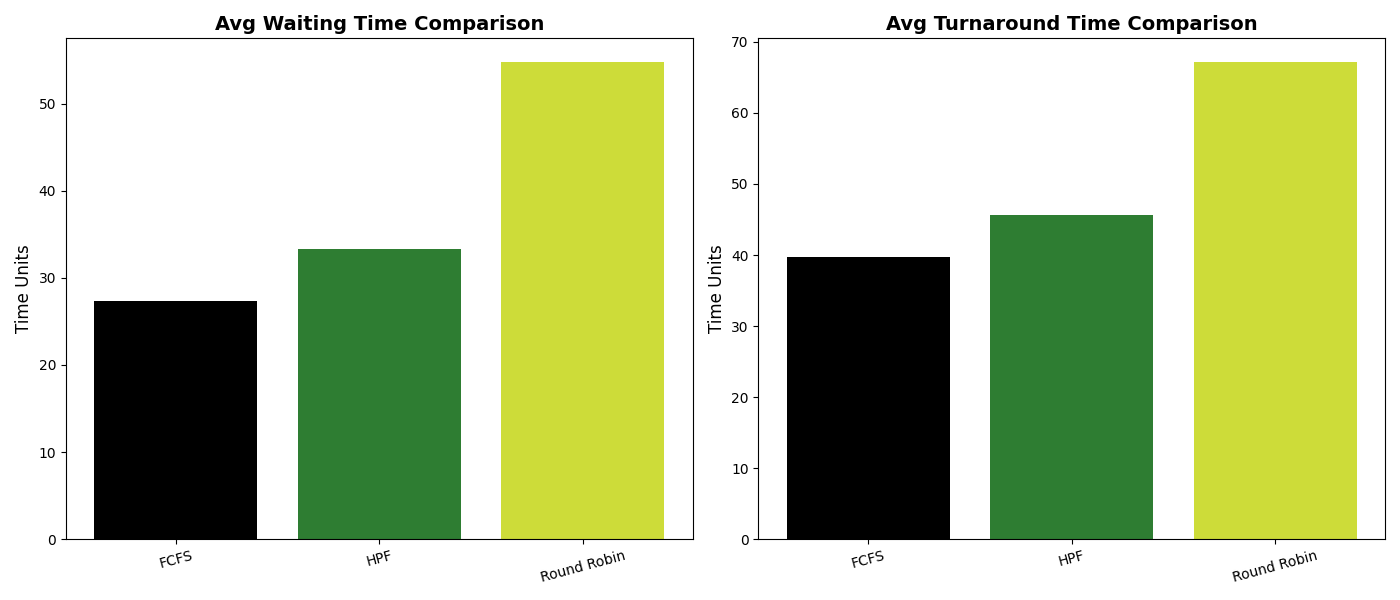 Avg Waiting Time Comparison
Time Units
50
40
30
20
10
0
FCFS
HPF
Round Robin
Avg Turnaround Time Comparison
Time Units
70
60
50
40
30
20
10
0
FCFS
HPF
Round Robin